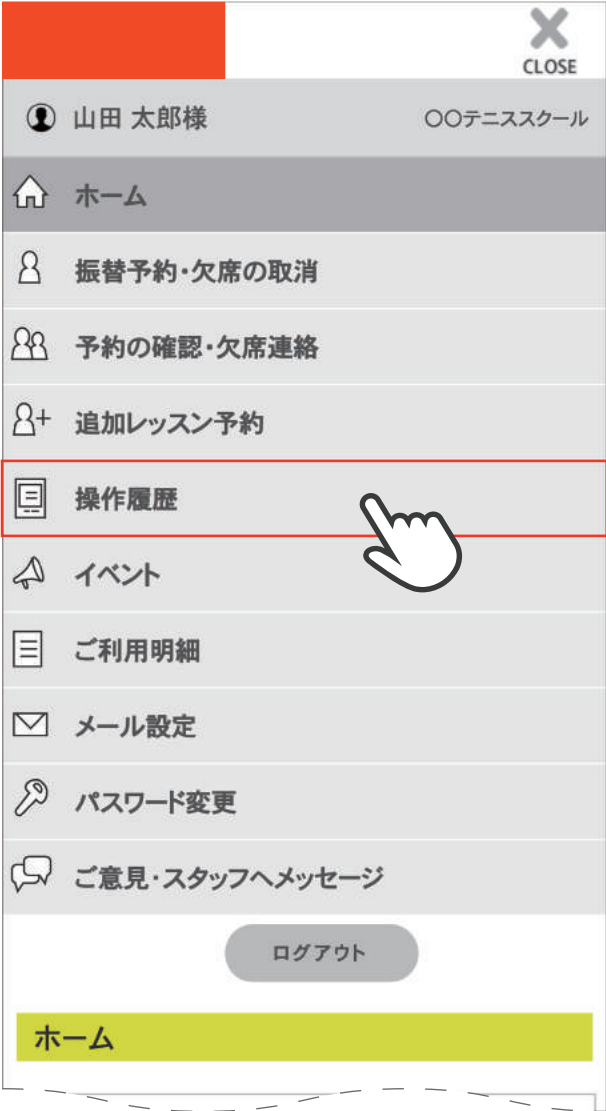 CLOSE
山田 太郎様 〇〇テニススクール
ホーム
振替予約・欠席の取消
予約の確認・欠席連絡
追加レッスン予約
操作履歴
イベント
ご利用明細
メール設定
パスワード変更
ご意見・スタッフへメッセージ
ログアウト
ホーム